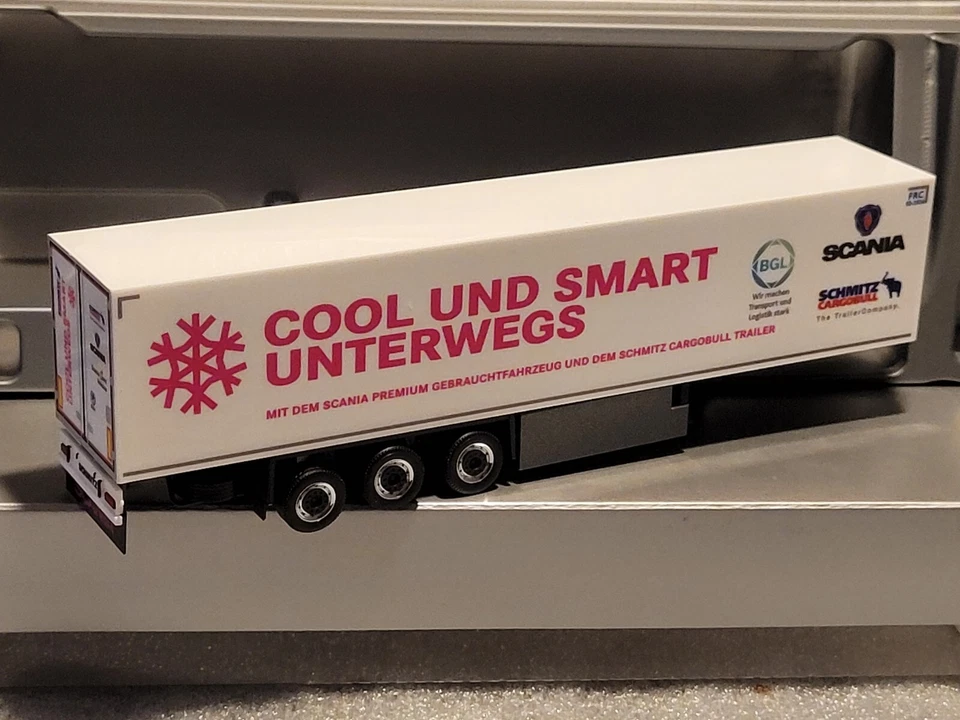 FRC
COOL UND SMART
UNTERWEGS
MIT DEM SCANIA PREMIUM GEBRAUCHTFAHRZEUG UND DEM SCHMITZ CARGOBULL TRAILER
BGL
Wir machen
Transport und
Logistik stark
SCANIA
SCHMITZ
CARGOBULL
The TrailerCompany.